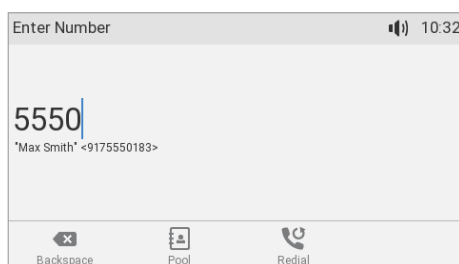 Enter Number 10:32
5550
"Max Smith" <9175550183>
Backspace Pool Redial